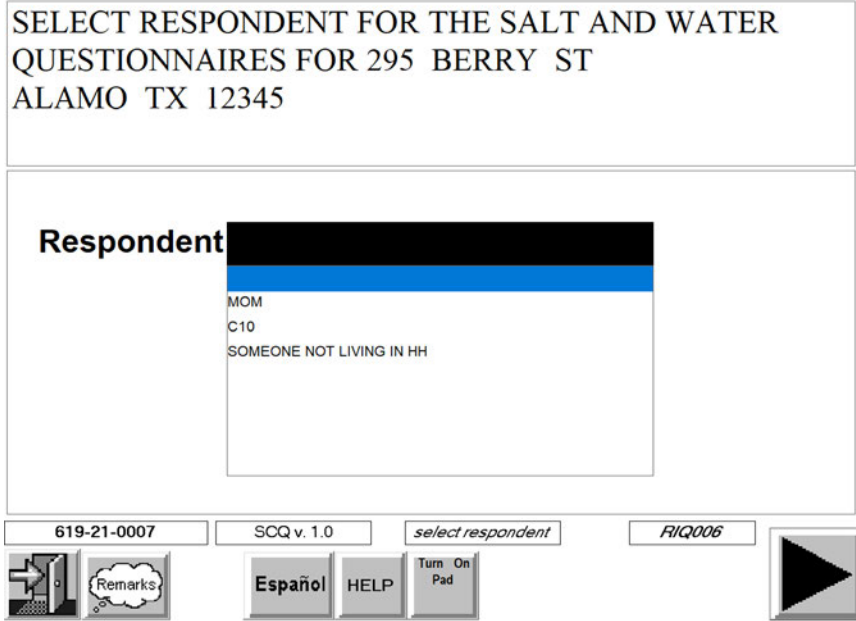 SELECT RESPONDENT FOR THE SALT AND WATER
QUESTIONNAIRES FOR 295 BERRY ST
ALAMO TX 12345
Respondent
MOM
C10
SOMEONE NOT LIVING IN HH
619-21-0007
SCQ v. 1.0
select respondent
RIQ006
Remarks
Español
HELP
Turn On
Pad